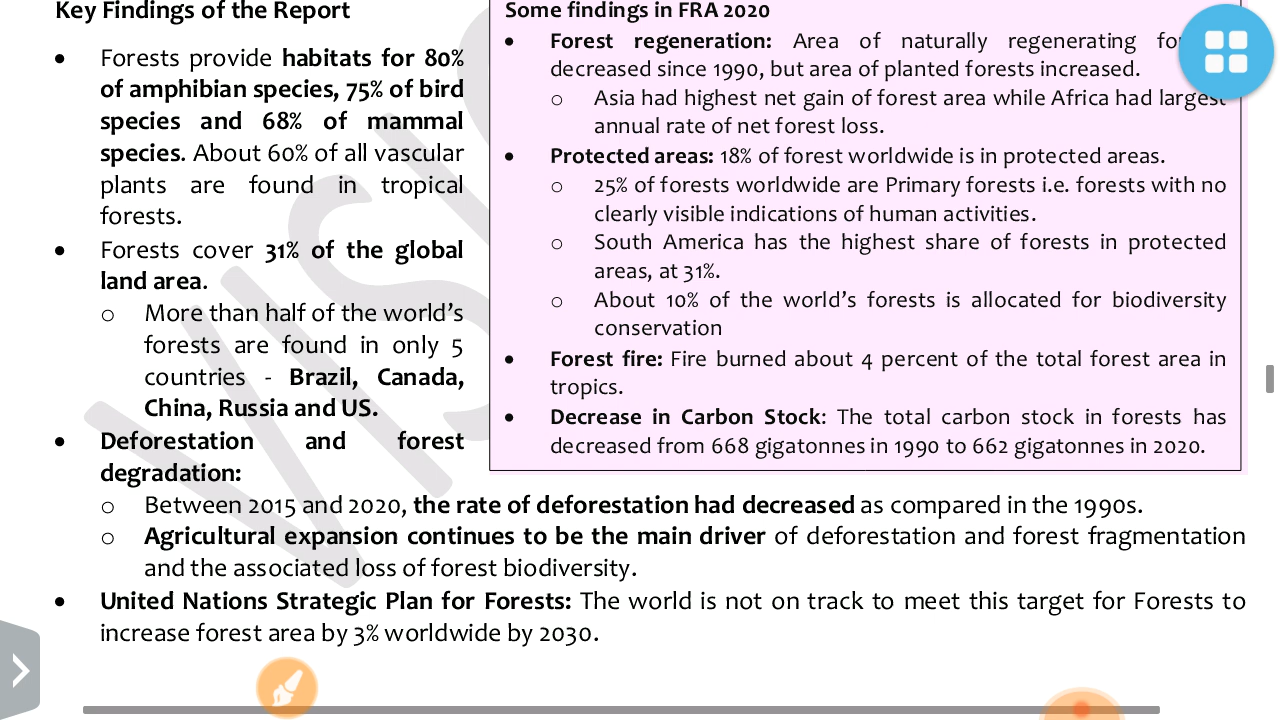 Key Findings of the Report
• Forests provide habitats for 80%
of amphibian species, 75% of bird
species and 68% of mammal
species. About 60% of all vascular
plants are found in tropical
forests.
• Forests cover 31% of the global
land area.
o More than half of the world's
forests are found in only 5
countries - Brazil, Canada,
China, Russia and US.
• Deforestation and forest
degradation:
Some findings in FRA 2020
• Forest regeneration: Area of naturally regenerating
decreased since 1990, but area of planted forests increased.
o Asia had highest net gain of forest area while Africa had largest
annual rate of net forest loss.
• Protected areas: 18% of forest worldwide is in protected areas.
o 25% of forests worldwide are Primary forests i.e. forests with no
clearly visible indications of human activities.
o South America has the highest share of forests in protected
areas, at 31%.
o About 10% of the world's forests is allocated for biodiversity
conservation
• Forest fire: Fire burned about 4 percent of the total forest area in
tropics.
• Decrease in Carbon Stock: The total carbon stock in forests has
decreased from 668 gigatonnes in 1990 to 662 gigatonnes in 2020.
o Between 2015 and 2020, the rate of deforestation had decreased as compared in the 1990s.
o Agricultural expansion continues to be the main driver of deforestation and forest fragmentation
and the associated loss of forest biodiversity.
• United Nations Strategic Plan for Forests: The world is not on track to meet this target for Forests to
increase forest area by 3% worldwide by 2030.